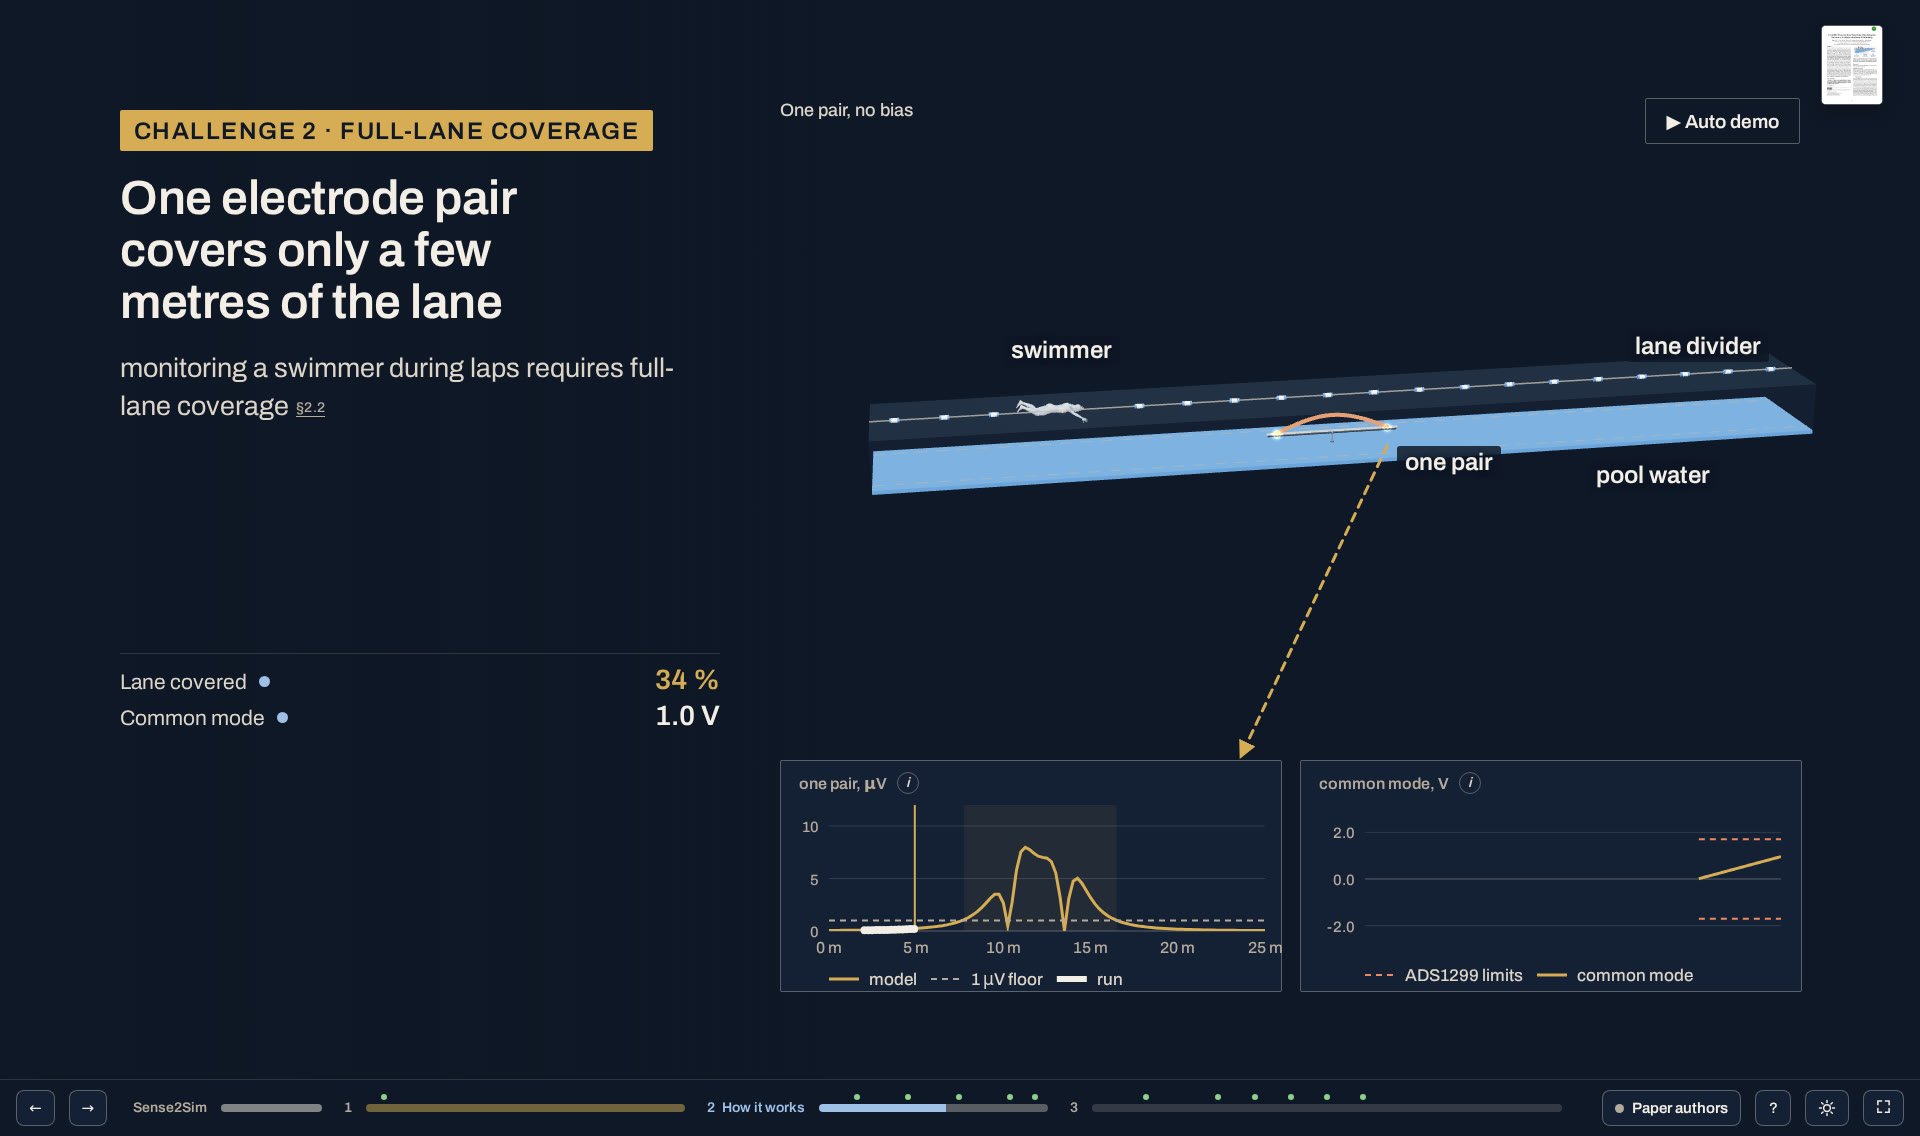 CHALLENGE 2 · FULL-LANE COVERAGE
One electrode pair
covers only a few
metres of the lane
monitoring a swimmer during laps requires full-
lane coverage §2.2
Lane covered 34 %
Common mode 1.0 V
One pair, no bias
▶ Auto demo
swimmer
lane divider
one pair
pool water
one pair, µV i
10
5
0
0 m 5 m 10 m 15 m 20 m 25 m
model 1 µV floor run
common mode, V i
2.0
0.0
-2.0
ADS1299 limits common mode
← → Sense2Sim 1 2 How it works 3 Paper authors ?